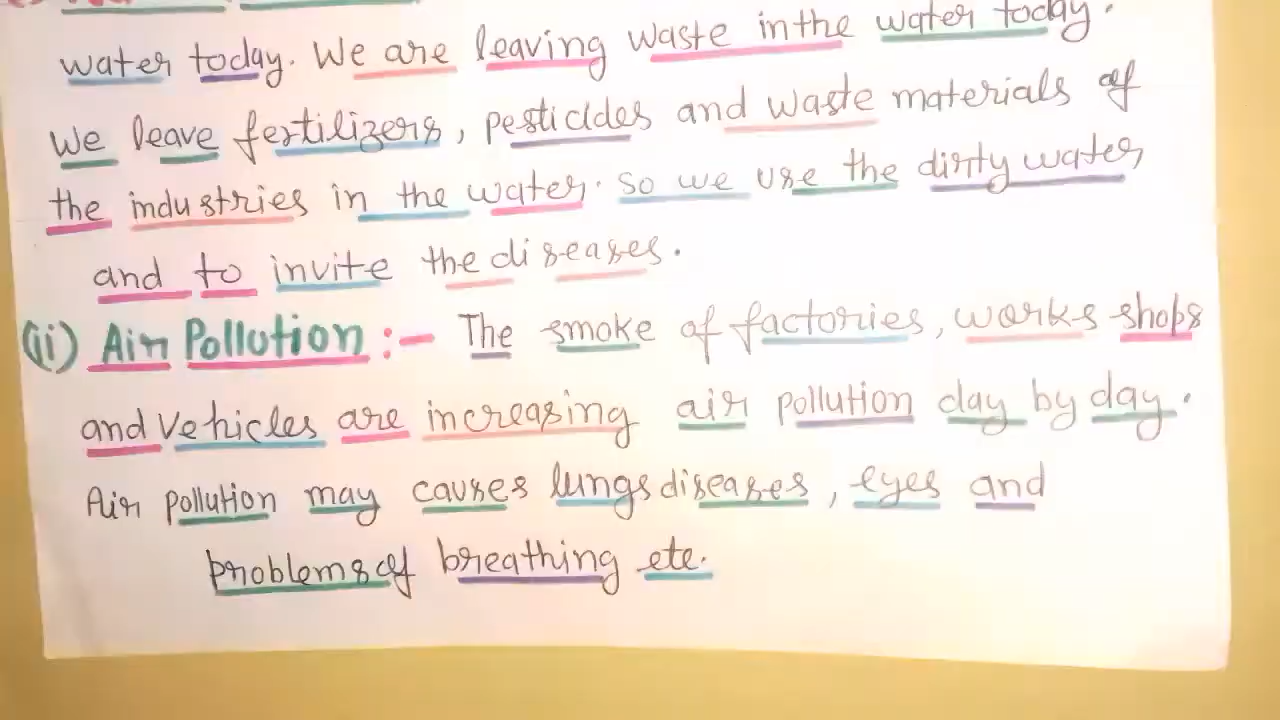 water today. We are leaving waste in the water today.
We leave fertilizers, pesticides and waste materials of
the industries in the water. So we use the dirty water
and to invite the diseases.
(ii) Air Pollution :- The smoke of factories, works shops
and vehicles are increasing air pollution day by day.
Air pollution may causes lungs diseases, eyes and
problems of breathing etc.